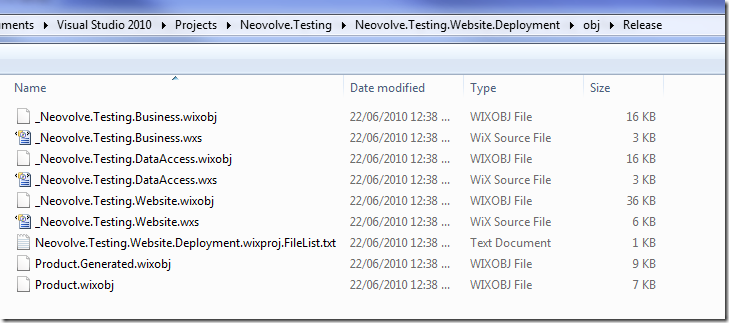 uments ▸ Visual Studio 2010 ▸ Projects ▸ Neovolve.Testing ▸ Neovolve.Testing.Website.Deployment ▸ obj ▸ Release
Name Date modified Type Size
_Neovolve.Testing.Business.wixobj 22/06/2010 12:38 ... WIXOBJ File 16 KB
_Neovolve.Testing.Business.wxs 22/06/2010 12:38 ... WiX Source File 3 KB
_Neovolve.Testing.DataAccess.wixobj 22/06/2010 12:38 ... WIXOBJ File 16 KB
_Neovolve.Testing.DataAccess.wxs 22/06/2010 12:38 ... WiX Source File 3 KB
_Neovolve.Testing.Website.wixobj 22/06/2010 12:38 ... WIXOBJ File 36 KB
_Neovolve.Testing.Website.wxs 22/06/2010 12:38 ... WiX Source File 6 KB
Neovolve.Testing.Website.Deployment.wixproj.FileList.txt 22/06/2010 12:38 ... Text Document 1 KB
Product.Generated.wixobj 22/06/2010 12:38 ... WIXOBJ File 9 KB
Product.wixobj 22/06/2010 12:38 ... WIXOBJ File 7 KB